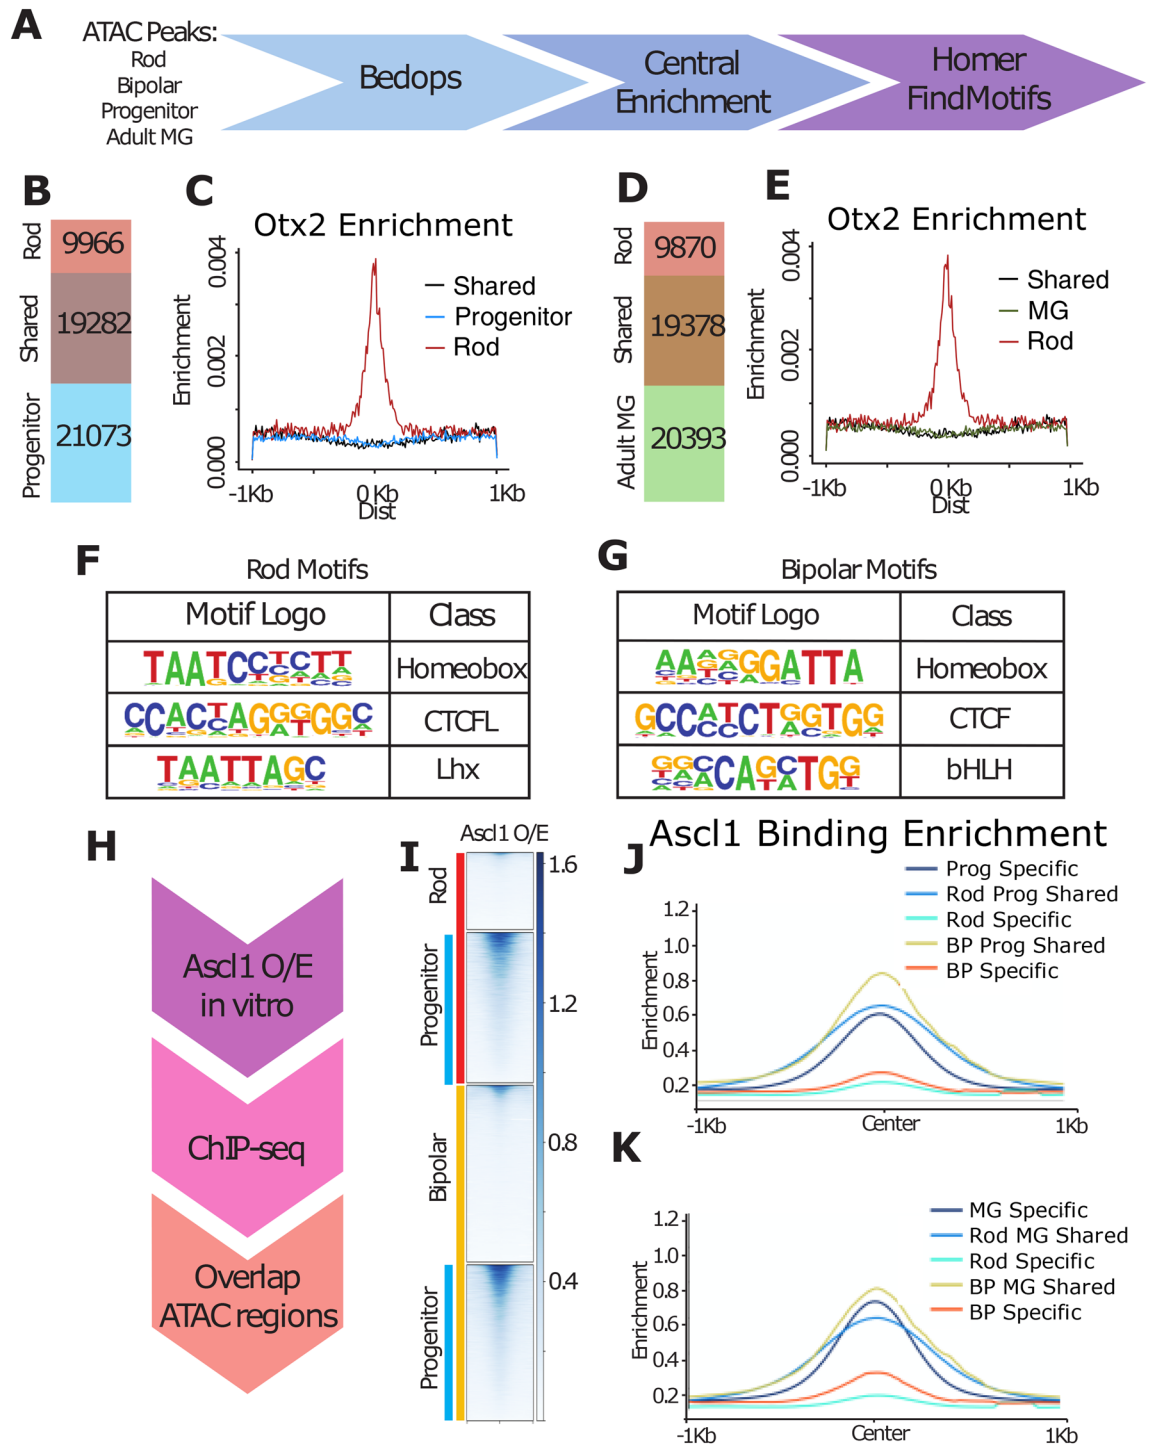 A
ATAC Peaks:
Rod
Bipolar
Progenitor
Adult MG
Bedops
Central
Enrichment
Homer
FindMotifs
B
Rod
9966
Shared
19282
Progenitor
21073
C
Otx2 Enrichment
Enrichment
0.004
0.002
0.000
Shared
Progenitor
Rod
-1Kb
0 Kb
1Kb
Dist
D
Rod
9870
Shared
19378
Adult MG
20393
E
Otx2 Enrichment
Enrichment
0.004
0.002
0.000
Shared
MG
Rod
-1Kb
0 Kb
1Kb
Dist
F
Rod Motifs
Motif Logo
Class
TAATCC
Homeobox
CTCFL
TAATTAGC
Lhx
G
Bipolar Motifs
Motif Logo
Class
GGATTA
Homeobox
CTCF
bHLH
H
Ascl1 O/E
in vitro
ChIP-seq
Overlap
ATAC regions
I
Ascl1 O/E
Rod
Progenitor
Bipolar
Progenitor
1.6
1.2
0.8
0.4
J
Ascl1 Binding Enrichment
Prog Specific
Rod Prog Shared
Rod Specific
BP Prog Shared
BP Specific
Enrichment
1.2
1.0
0.8
0.6
0.4
0.2
-1Kb
Center
1Kb
K
MG Specific
Rod MG Shared
Rod Specific
BP MG Shared
BP Specific
Enrichment
1.2
1.0
0.8
0.6
0.4
0.2
-1Kb
Center
1Kb